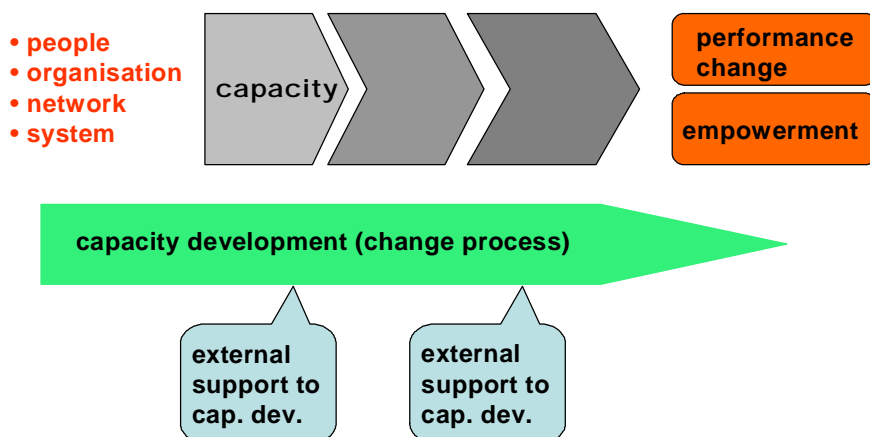 • people
• organisation
• network
• system
capacity
performance
change
empowerment
capacity development (change process)
external
support to
cap. dev.
external
support to
cap. dev.